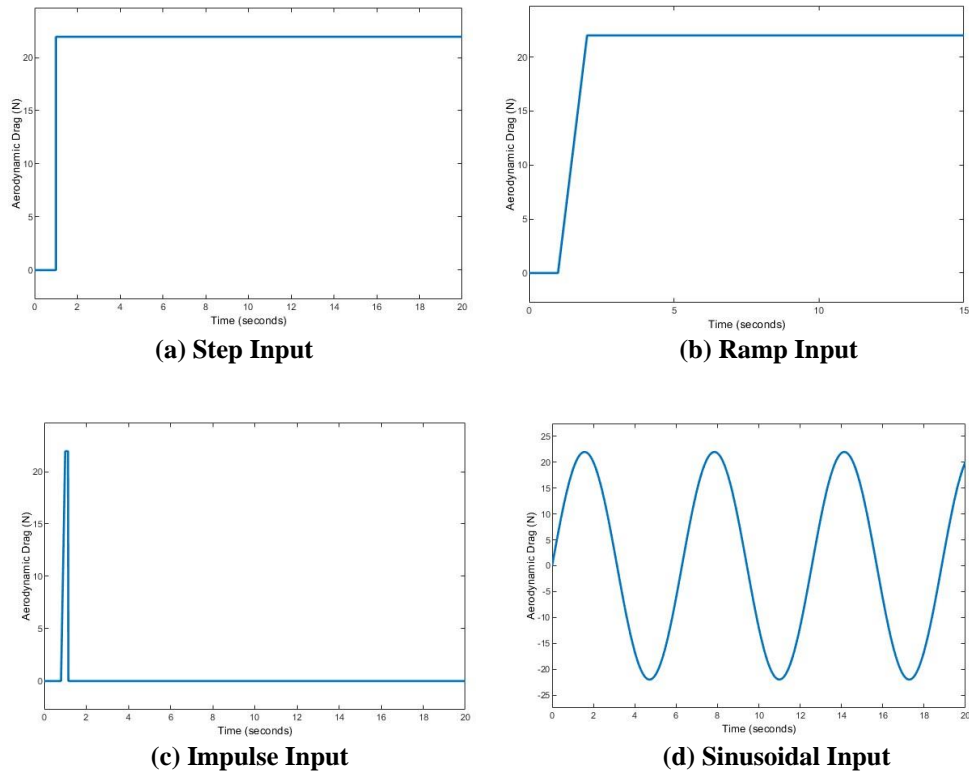 Aerodynamic Drag (N)
20
15
10
5
0
0 2 4 6 8 10 12 14 16 18 20
Time (seconds)
(a) Step Input
Aerodynamic Drag (N)
20
15
10
5
0
0 5 10 15
Time (seconds)
(b) Ramp Input
Aerodynamic Drag (N)
20
15
10
5
0
0 2 4 6 8 10 12 14 16 18 20
Time (seconds)
(c) Impulse Input
Aerodynamic Drag (N)
25
20
15
10
5
0
-5
-10
-15
-20
-25
0 2 4 6 8 10 12 14 16 18 20
Time (seconds)
(d) Sinusoidal Input